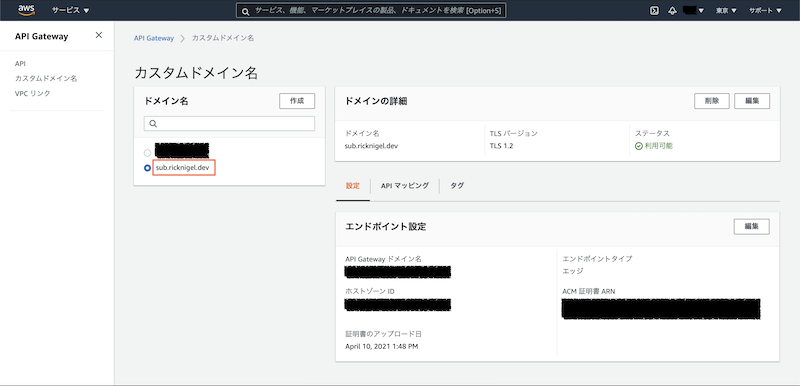 aws
サービス ▼
サービス、機能、マーケットプレイスの製品、ドキュメントを検索 [Option+S]
東京 ▼
サポート ▼
API Gateway
API
カスタムドメイン名
VPC リンク
API Gateway > カスタムドメイン名
カスタムドメイン名
ドメイン名
作成
sub.ricknigel.dev
ドメインの詳細
削除
編集
ドメイン名
sub.ricknigel.dev
TLS バージョン
TLS 1.2
ステータス
利用可能
設定
API マッピング
タグ
エンドポイント設定
編集
API Gateway ドメイン名
ホストゾーン ID
証明書のアップロード日
April 10, 2021 1:48 PM
エンドポイントタイプ
エッジ
ACM 証明書 ARN